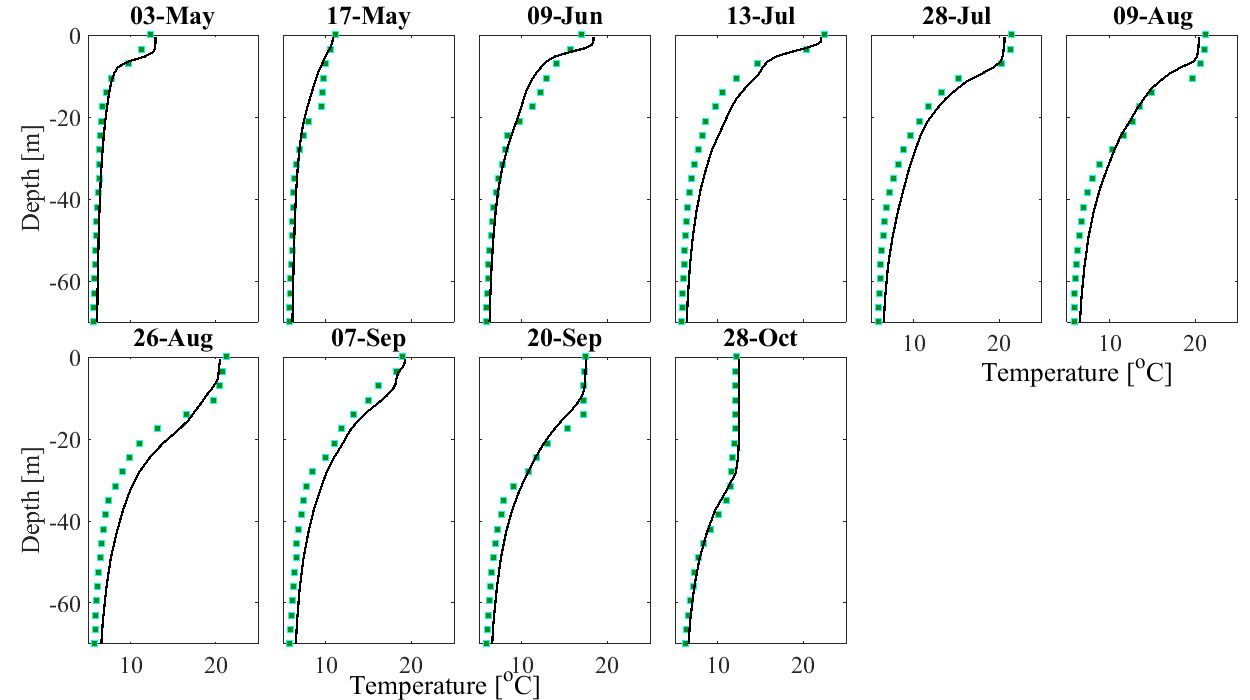 03-May 17-May 09-Jun 13-Jul 28-Jul 09-Aug
0
-20
-40
-60
Depth [m]
10 20 10 20
Temperature [°C]
26-Aug 07-Sep 20-Sep 28-Oct
0
-20
-40
-60
Depth [m]
10 20 10 20 10 20 10 20
Temperature [°C]